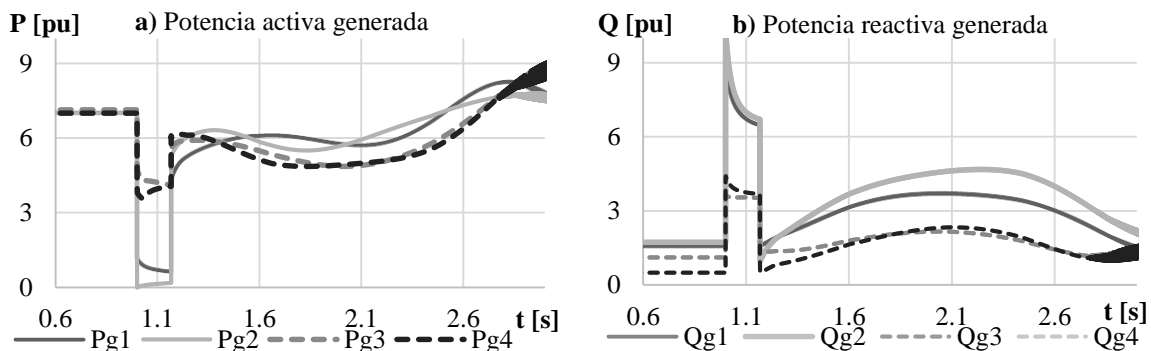 P [pu] a) Potencia activa generada
9
6
3
0
0.6 1.1 1.6 2.1 2.6 t [s]
Pg1 Pg2 Pg3 Pg4
Q [pu] b) Potencia reactiva generada
9
6
3
0
0.6 1.1 1.6 2.1 2.6 t [s]
Qg1 Qg2 Qg3 Qg4